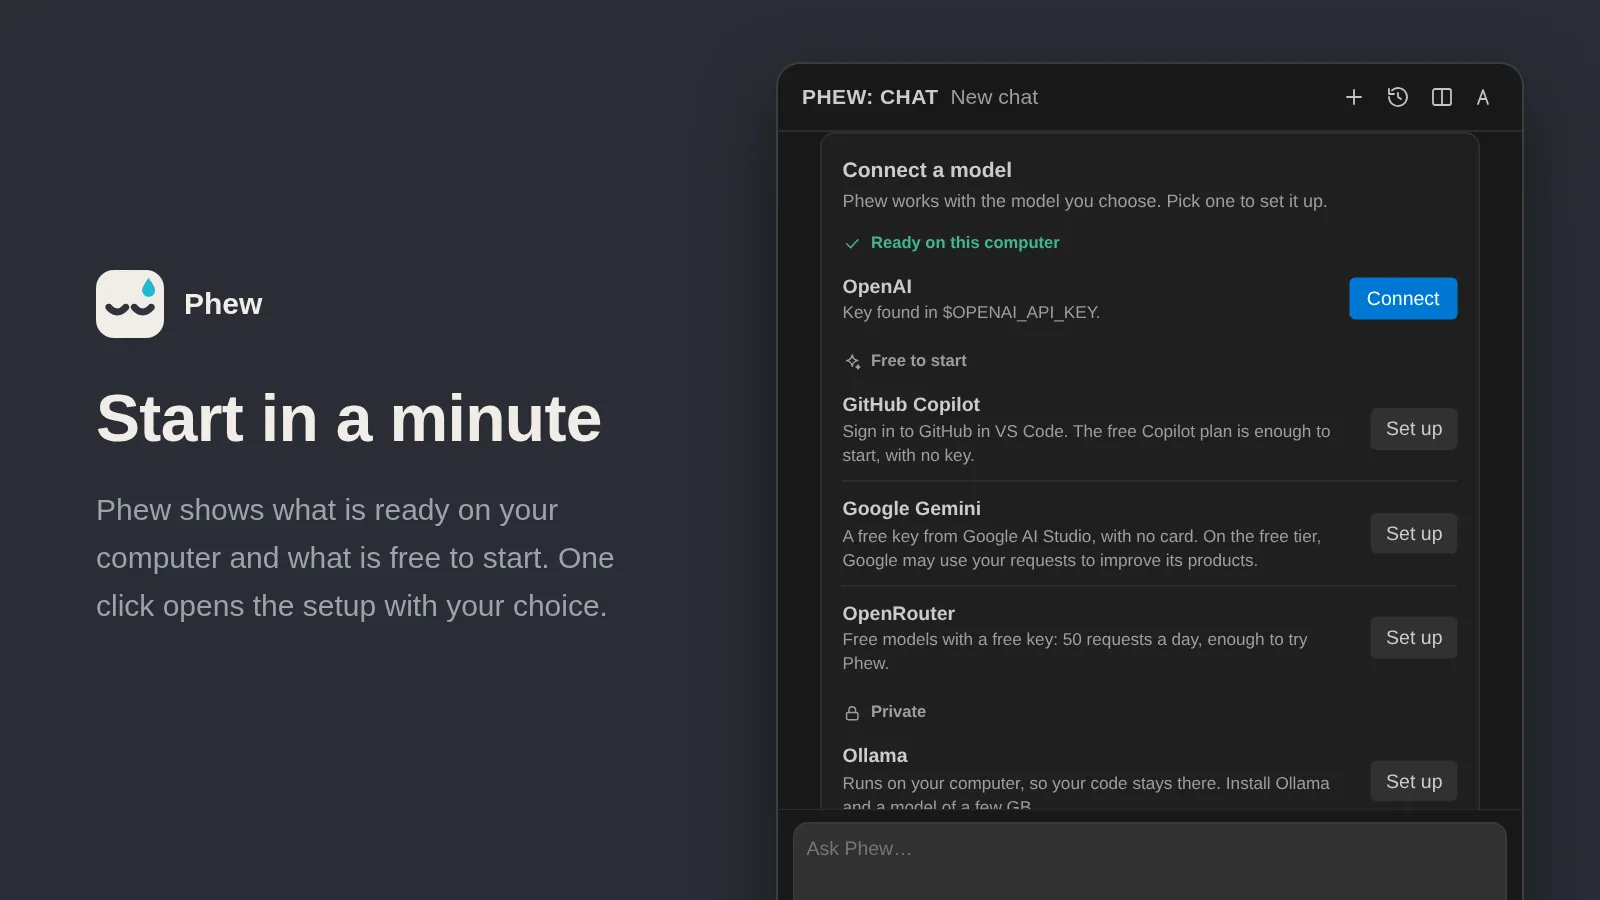 Phew
Start in a minute
Phew shows what is ready on your
computer and what is free to start. One
click opens the setup with your choice.
PHEW: CHAT New chat
Connect a model
Phew works with the model you choose. Pick one to set it up.
Ready on this computer
OpenAI
Key found in $OPENAI_API_KEY.
Connect
Free to start
GitHub Copilot
Sign in to GitHub in VS Code. The free Copilot plan is enough to
start, with no key.
Set up
Google Gemini
A free key from Google AI Studio, with no card. On the free tier,
Google may use your requests to improve its products.
Set up
OpenRouter
Free models with a free key: 50 requests a day, enough to try
Phew.
Set up
Private
Ollama
Runs on your computer, so your code stays there. Install Ollama
and a model of a few GB.
Set up
Ask Phew…